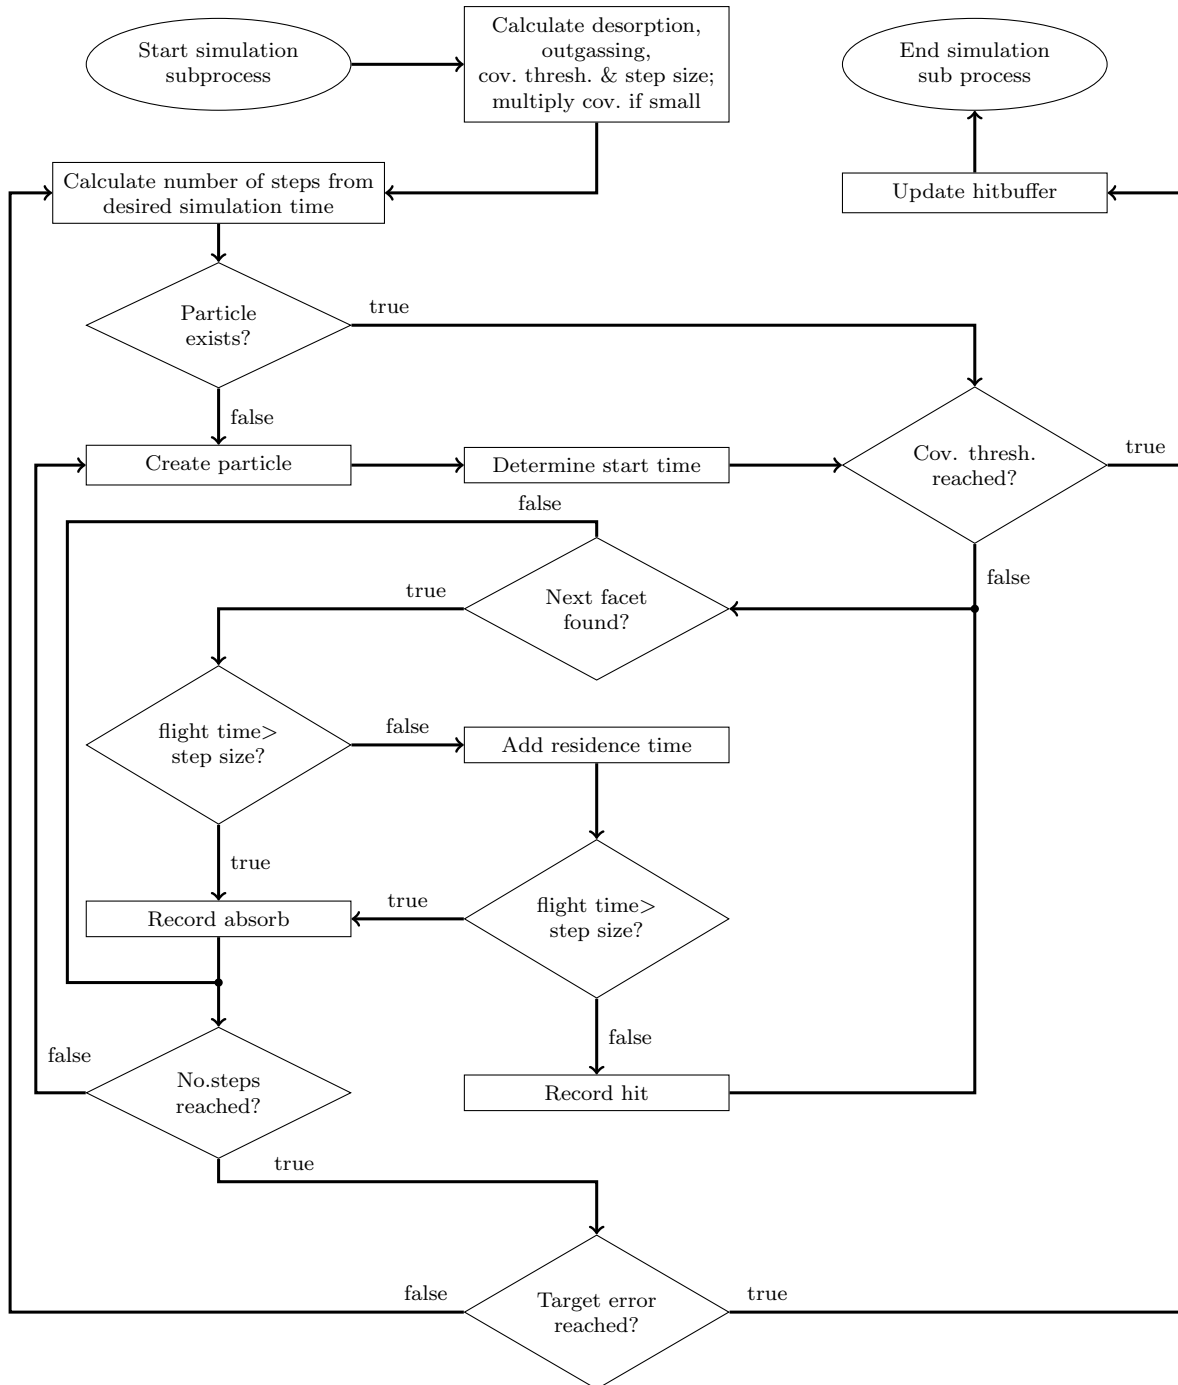 Start simulation
subprocess
Calculate desorption,
outgassing,
cov. thresh. & step size;
multiply cov. if small
End simulation
sub process
Calculate number of steps from
desired simulation time
Update hitbuffer
Particle
exists?
true
false
Create particle
Determine start time
Cov. thresh.
reached?
true
false
false
Next facet
found?
true
flight time>
step size?
false
Add residence time
true
Record absorb
true
flight time>
step size?
false
Record hit
No.steps
reached?
false
true
Target error
reached?
false
true